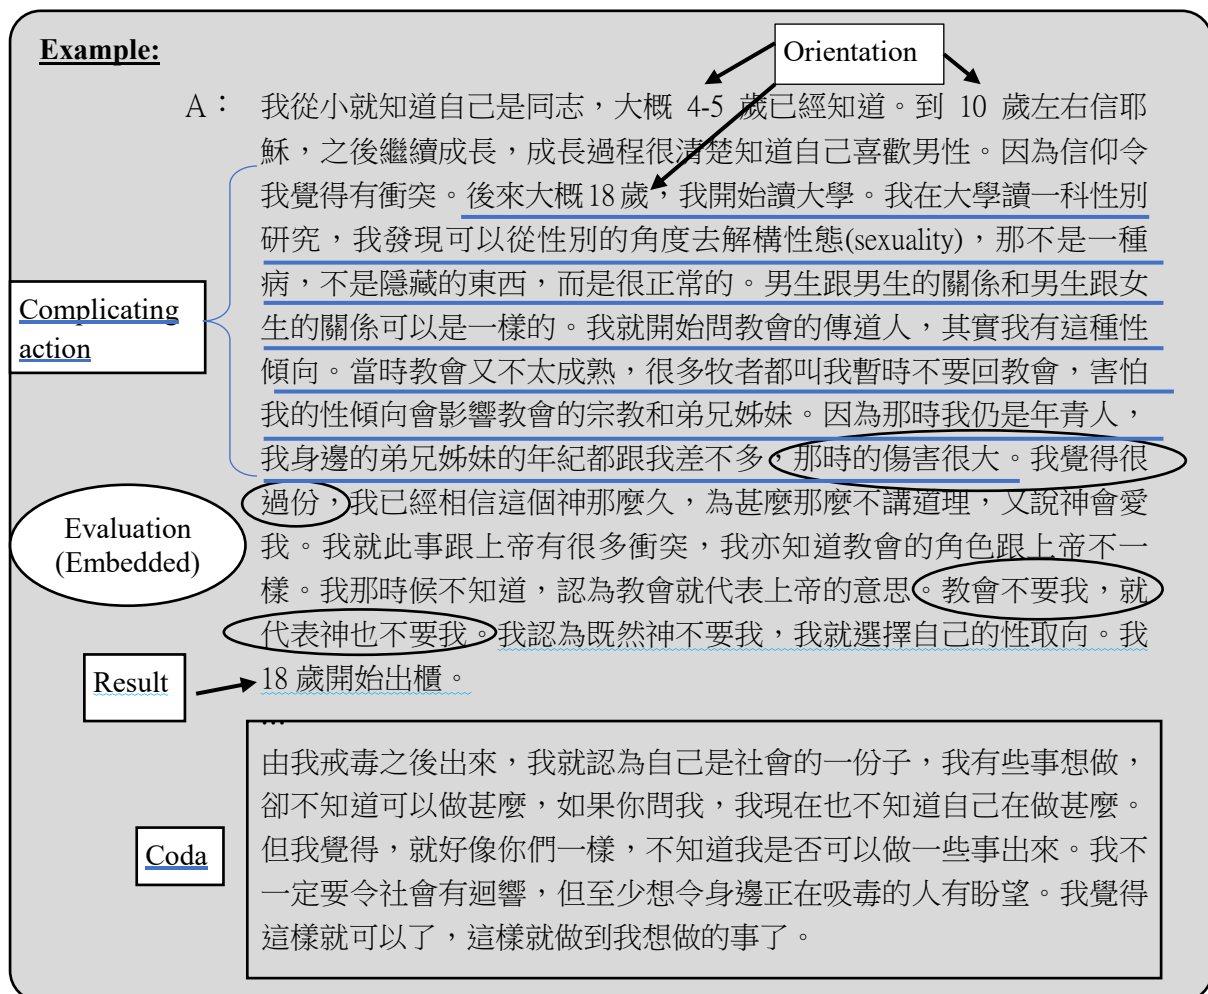 Example:
Orientation
A： 我從小就知道自己是同志，大概 4-5 歲已經知道。到 10 歲左右信耶
穌，之後繼續成長，成長過程很清楚知道自己喜歡男性。因為信仰令
我覺得有衝突。後來大概 18 歲，我開始讀大學。我在大學讀一科性別
研究，我發現可以從性別的角度去解構性態(sexuality)，那不是一種
病，不是隱藏的東西，而是很正常的。男生跟男生的關係和男生跟女
生的關係可以是一樣的。我就開始問教會的傳道人，其實我有這種性
傾向。當時教會又不太成熟，很多牧者都叫我暫時不要回教會，害怕
我的性傾向會影響教會的宗教和弟兄姊妹。因為那時我仍是年青人，
我身邊的弟兄姊妹的年紀都跟我差不多，那時的傷害很大。我覺得很
過份，我已經相信這個神那麼久，為甚麼那麼不講道理，又說神會愛
我。我就此事跟上帝有很多衝突，我亦知道教會的角色跟上帝不一
樣。我那時候不知道，認為教會就代表上帝的意思。教會不要我，就
代表神也不要我。我認為既然神不要我，我就選擇自己的性取向。我
18 歲開始出櫃。
Complicating
action
Evaluation
(Embedded)
Result
...
由我戒毒之後出來，我就認為自己是社會的一份子，我有些事想做，
卻不知道可以做甚麼，如果你問我，我現在也不知道自己在做甚麼。
但我覺得，就好像你們一樣，不知道我是否可以做一些事出來。我不
一定要令社會有迴響，但至少想令身邊正在吸毒的人有盼望。我覺得
這樣就可以了，這樣就做到我想做的事了。
Coda